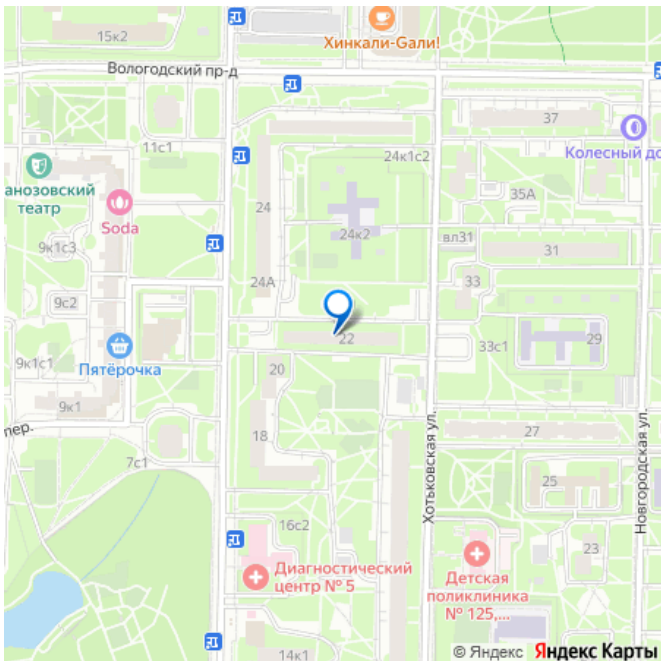 15к2
Хинкали-Gали!
Вологодский пр-д
37
11с1
24к1с2
Колесный до
анозовский
театр
Soda
24
35А
24к2
вл31
31
9к1с3
24А
33
9с2
22
33с1
29
Пятёрочка
9к1с1
20
9к1
пер.
18
27
7с1
Хотьковская ул.
Новгородская ул.
25
16с2
23
Диагностический
центр № 5
Детская
поликлиника
№ 125,...
14к1
© Яндекс Яндекс Карты